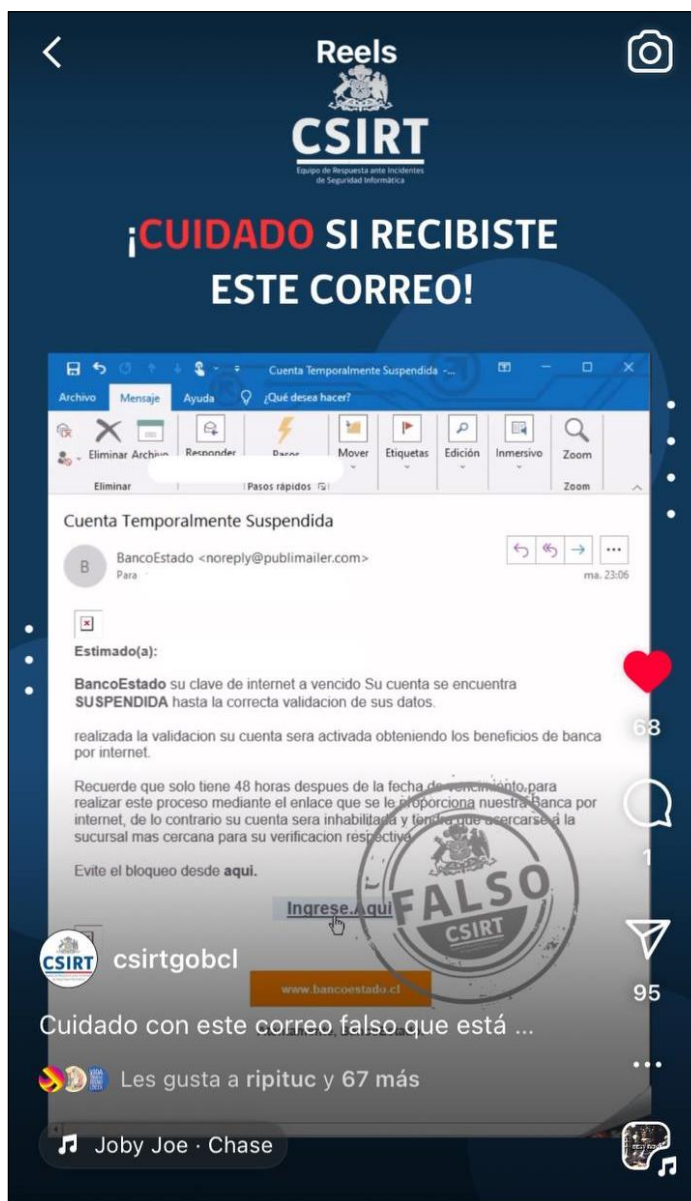 Reels
CSIRT
Equipo de Respuesta ante Incidentes
de Seguridad Informática
¡CUIDADO SI RECIBISTE
ESTE CORREO!
Cuenta Temporalmente Suspendida -...
Archivo Mensaje Ayuda ¿Qué desea hacer?
Eliminar Archivo Responder Pasos Mover Etiquetas Edición Inmersivo Zoom
Eliminar Pasos rápidos Zoom
Cuenta Temporalmente Suspendida
B
BancoEstado <noreply@publimailer.com>
Para
ma. 23:06
Estimado(a):
BancoEstado su clave de internet a vencido Su cuenta se encuentra
SUSPENDIDA hasta la correcta validacion de sus datos.
realizada la validacion su cuenta sera activada obteniendo los beneficios de banca
por internet.
68
Recuerde que solo tiene 48 horas despues de la fecha de vencimiento para
realizar este proceso mediante el enlace que se le proporciona nuestra Banca por
internet, de lo contrario su cuenta sera inhabilitada y tendra que acercarse a la
sucursal mas cercana para su verificacion respectiva
1
Evite el bloqueo desde aqui.
Ingrese.Aqui
FALSO
CSIRT
CSIRT
csirtgobcl
www.bancoestado.cl
95
Cuidado con este correo falso que está ...
Les gusta a ripituc y 67 más
Joby Joe · Chase